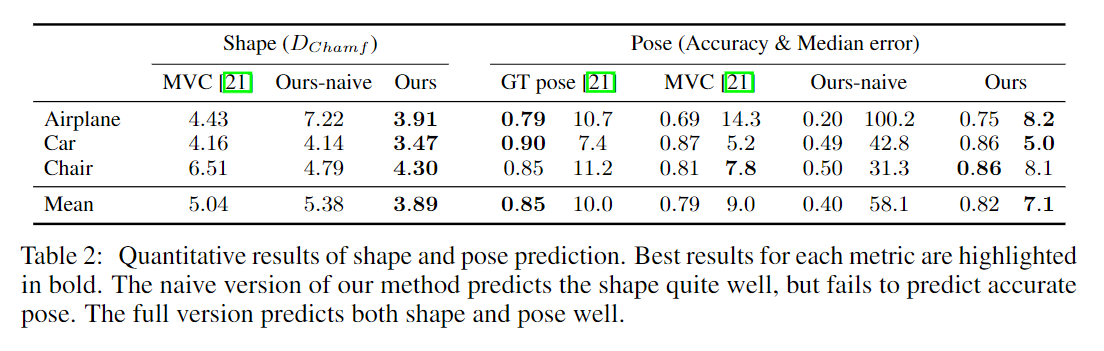 Shape (D_Chamf) Pose (Accuracy & Median error)
MVC [21] Ours-naive Ours GT pose [21] MVC [21] Ours-naive Ours
Airplane 4.43 7.22 3.91 0.79 10.7 0.69 14.3 0.20 100.2 0.75 8.2
Car 4.16 4.14 3.47 0.90 7.4 0.87 5.2 0.49 42.8 0.86 5.0
Chair 6.51 4.79 4.30 0.85 11.2 0.81 7.8 0.50 31.3 0.86 8.1
Mean 5.04 5.38 3.89 0.85 10.0 0.79 9.0 0.40 58.1 0.82 7.1
Table 2: Quantitative results of shape and pose prediction. Best results for each metric are highlighted
in bold. The naive version of our method predicts the shape quite well, but fails to predict accurate
pose. The full version predicts both shape and pose well.